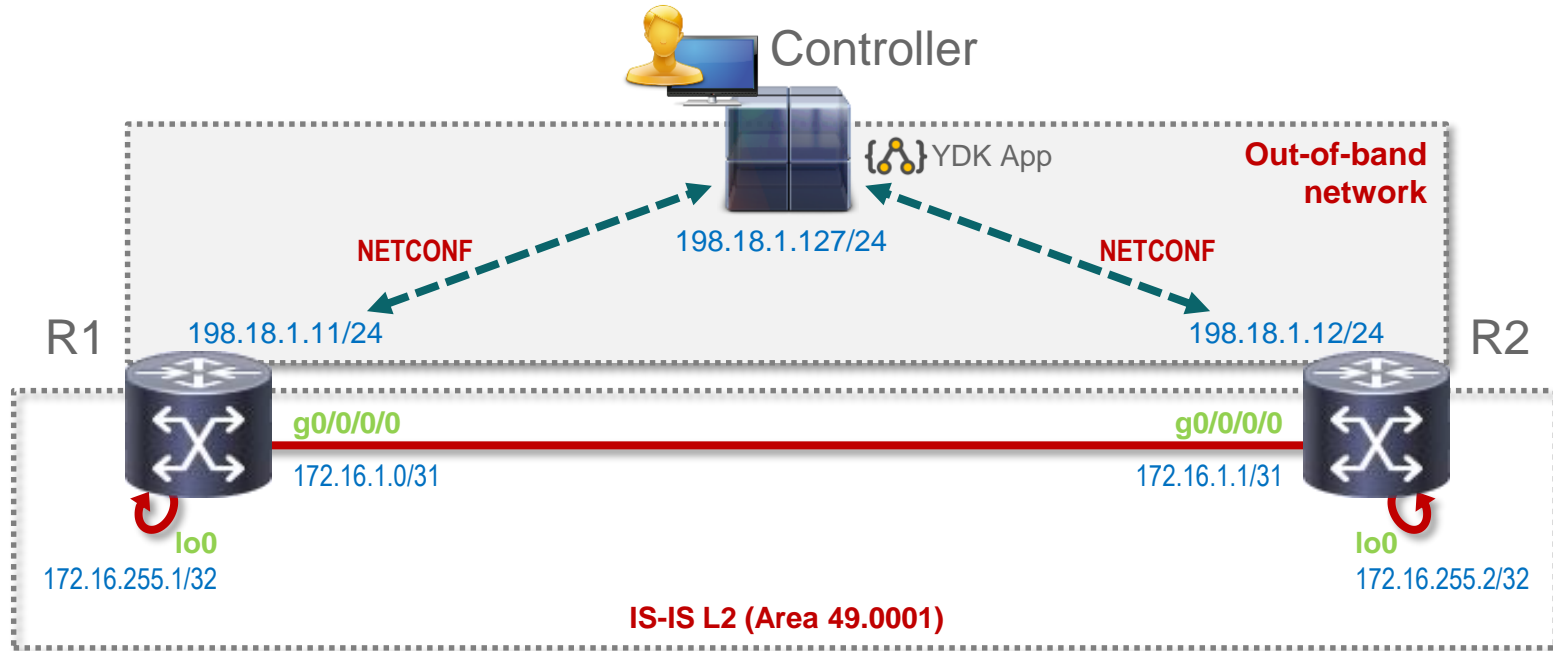 Controller
YDK App
Out-of-band
network
NETCONF
198.18.1.127/24
NETCONF
R1
198.18.1.11/24
198.18.1.12/24
R2
g0/0/0/0
g0/0/0/0
172.16.1.0/31
172.16.1.1/31
lo0
lo0
172.16.255.1/32
172.16.255.2/32
IS-IS L2 (Area 49.0001)